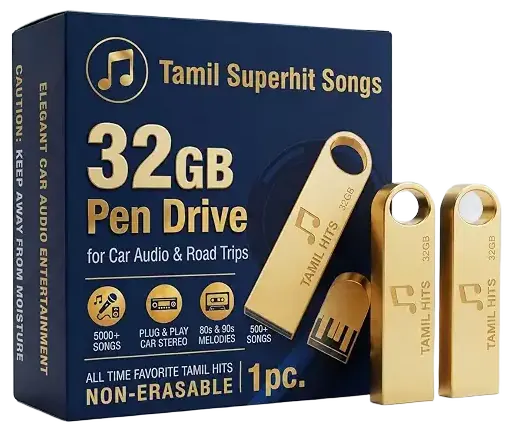 Tamil Superhit Songs
32GB
Pen Drive
for Car Audio & Road Trips
5000+
SONGS
PLUG & PLAY
CAR STEREO
80s & 90s
MELODIES
500+
SONGS
ALL TIME FAVORITE TAMIL HITS
NON-ERASABLE
1pc.
ELEGANT CAR AUDIO ENTERTAINMENT
CAUTION: KEEP AWAY FROM MOISTURE
TAMIL HITS
32GB
TAMIL HITS
32GB
TAMIL HITS
32GB